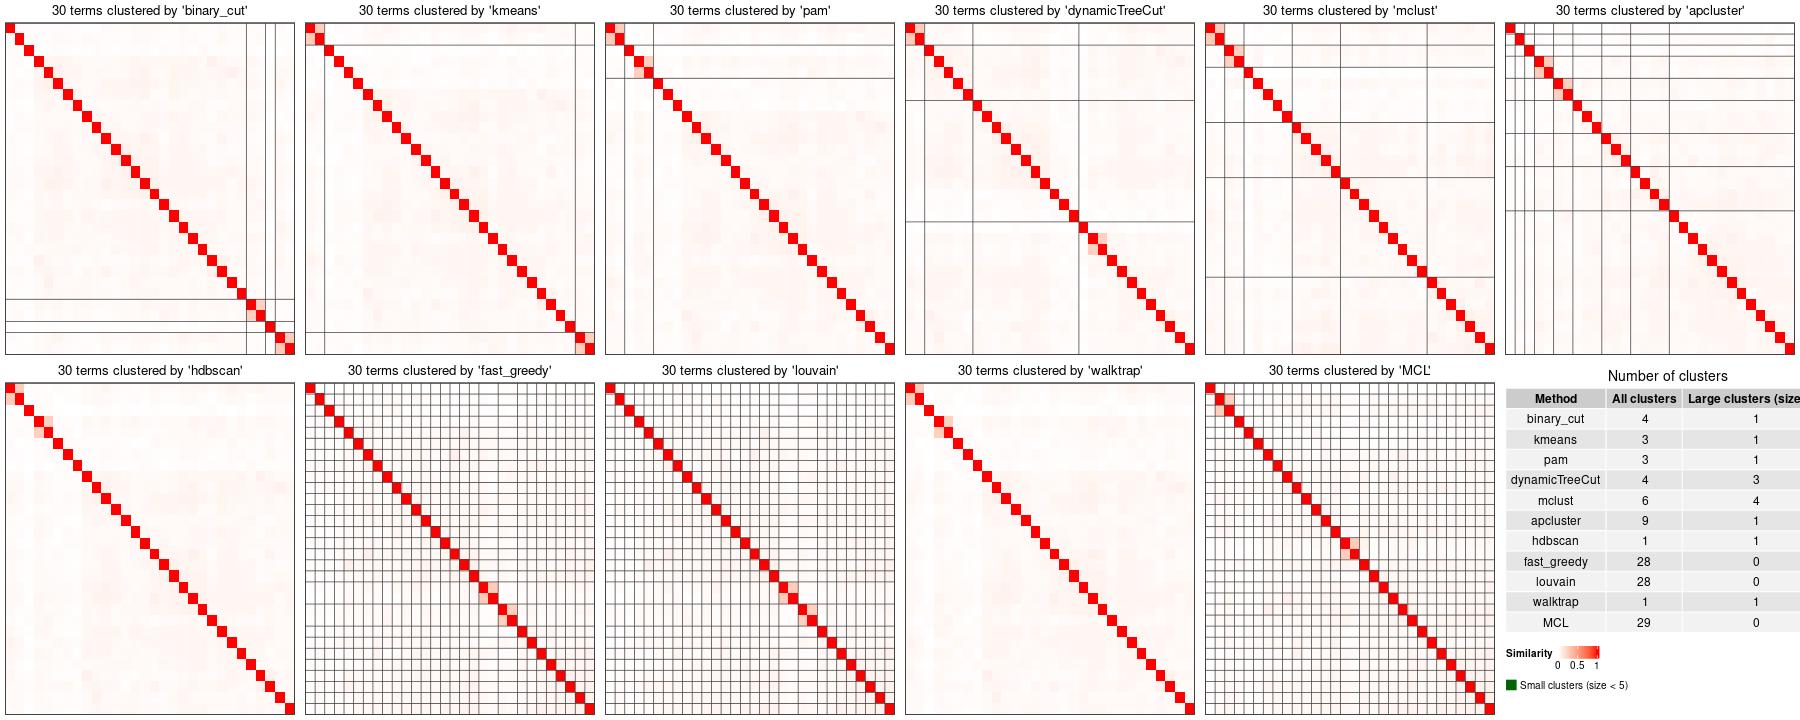 30 terms clustered by 'binary_cut'
30 terms clustered by 'kmeans'
30 terms clustered by 'pam'
30 terms clustered by 'dynamicTreeCut'
30 terms clustered by 'mclust'
30 terms clustered by 'apcluster'
30 terms clustered by 'hdbscan'
30 terms clustered by 'fast_greedy'
30 terms clustered by 'louvain'
30 terms clustered by 'walktrap'
30 terms clustered by 'MCL'
Number of clusters
Method All clusters Large clusters (size
binary_cut 4 1
kmeans 3 1
pam 3 1
dynamicTreeCut 4 3
mclust 6 4
apcluster 9 1
hdbscan 1 1
fast_greedy 28 0
louvain 28 0
walktrap 1 1
MCL 29 0
Similarity
0 0.5 1
Small clusters (size < 5)